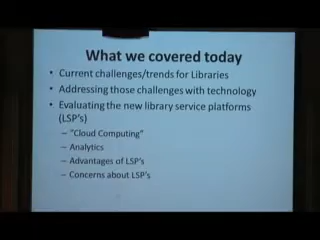 What we covered today
• Current challenges/trends for Libraries
• Addressing those challenges with technology
• Evaluating the new library service platforms
(LSP's)
– "Cloud Computing"
– Analytics
– Advantages of LSP's
– Concerns about LSP's